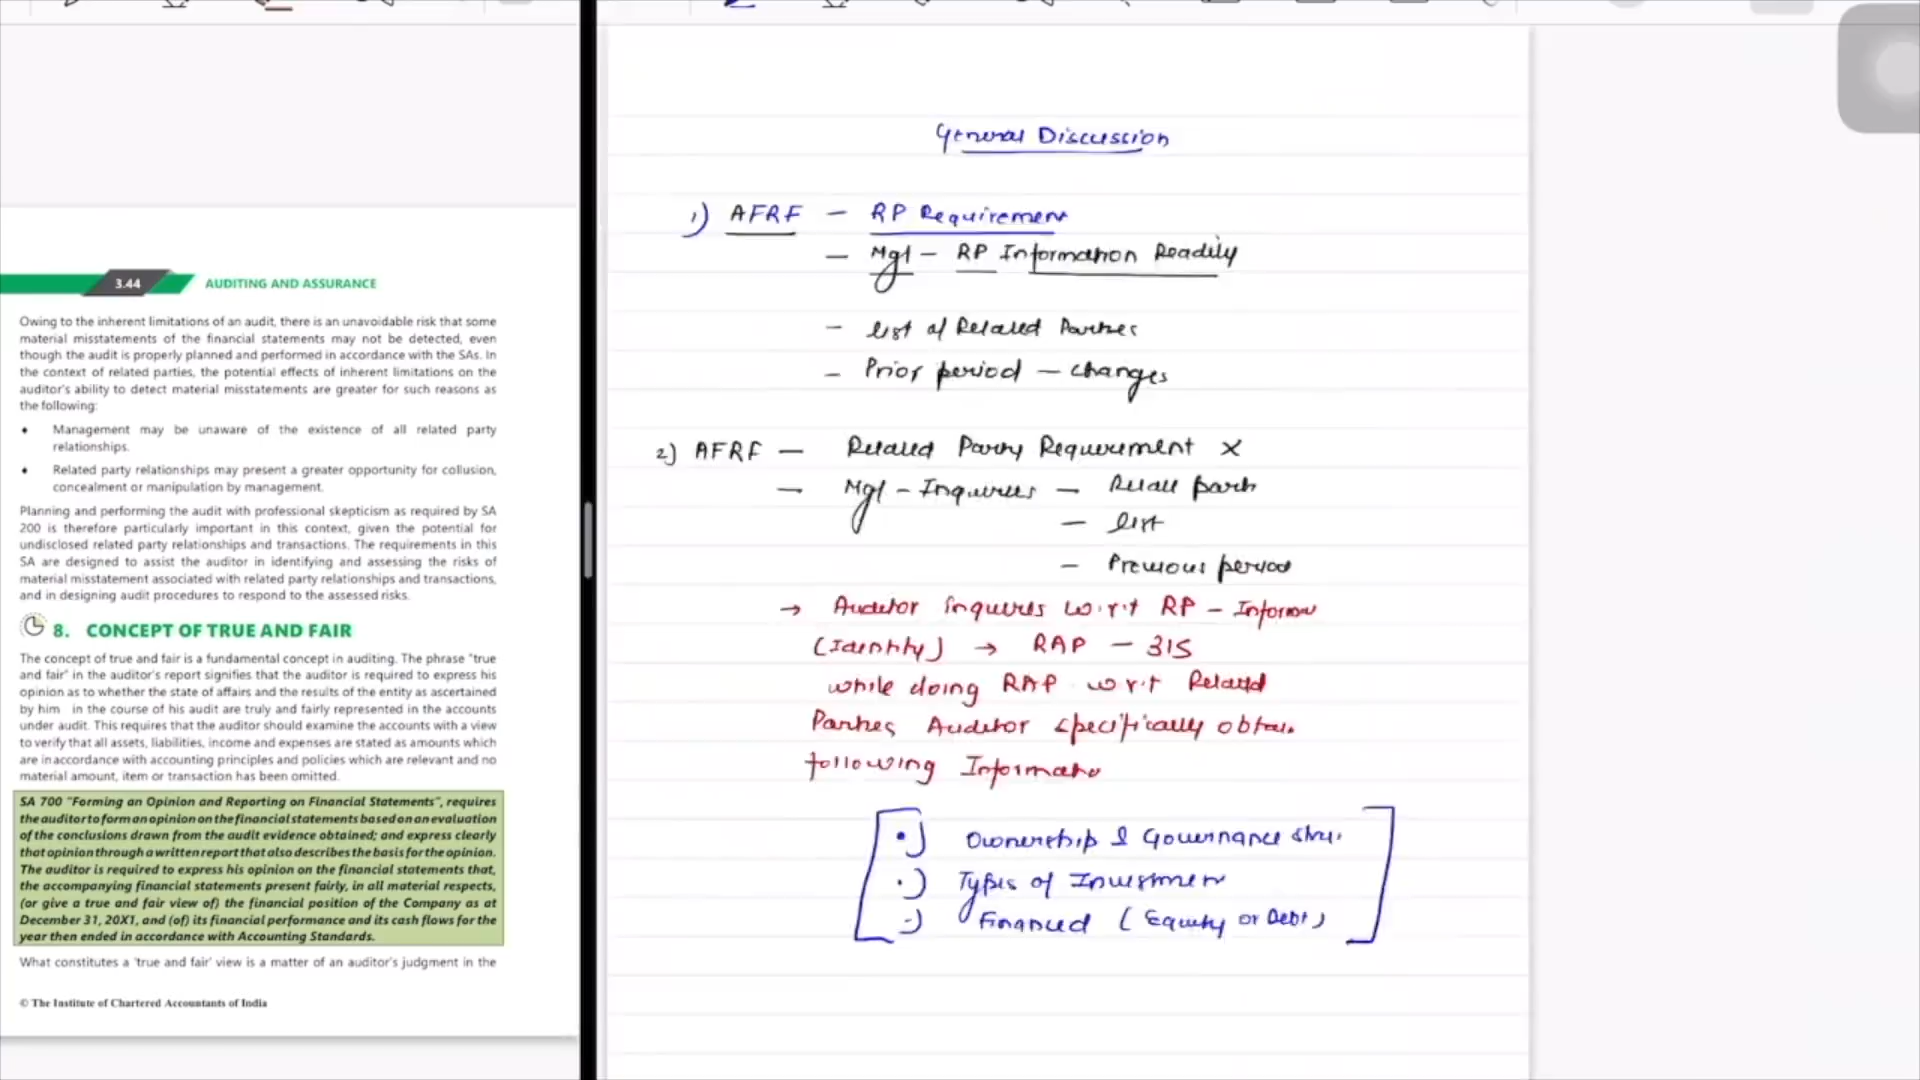 3.44 AUDITING AND ASSURANCE
Owing to the inherent limitations of an audit, there is an unavoidable risk that some
material misstatements of the financial statements may not be detected, even
though the audit is properly planned and performed in accordance with the SAs. In
the context of related parties, the potential effects of inherent limitations on the
auditor's ability to detect material misstatements are greater for such reasons as
the following:
• Management may be unaware of the existence of all related party
relationships.
• Related party relationships may present a greater opportunity for collusion,
concealment or manipulation by management.
Planning and performing the audit with professional skepticism as required by SA
200 is therefore particularly important in this context, given the potential for
undisclosed related party relationships and transactions. The requirements in this
SA are designed to assist the auditor in identifying and assessing the risks of
material misstatement associated with related party relationships and transactions,
and in designing audit procedures to respond to the assessed risks.
8. CONCEPT OF TRUE AND FAIR
The concept of true and fair is a fundamental concept in auditing. The phrase "true
and fair" in the auditor's report signifies that the auditor is required to express his
opinion as to whether the state of affairs and the results of the entity as ascertained
by him in the course of his audit are truly and fairly represented in the accounts
under audit. This requires that the auditor should examine the accounts with a view
to verify that all assets, liabilities, income and expenses are stated as amounts which
are in accordance with accounting principles and policies which are relevant and no
material amount, item or transaction has been omitted.
SA 700 "Forming an Opinion and Reporting on Financial Statements", requires
the auditor to form an opinion on the financial statements based on an evaluation
of the conclusions drawn from the audit evidence obtained; and express clearly
that opinion through a written report that also describes the basis for the opinion.
The auditor is required to express his opinion on the financial statements that,
the accompanying financial statements present fairly, in all material respects,
(or give a true and fair view of) the financial position of the Company as at
December 31, 20X1, and (of) its financial performance and its cash flows for the
year then ended in accordance with Accounting Standards.
What constitutes a 'true and fair' view is a matter of an auditor's judgment in the
© The Institute of Chartered Accountants of India
General Discussion
1) AFRF - RP Requirement
- Mgt - RP Information Readily
- list of Related Parties
- Prior period - changes
2) AFRF - Related Party Requirement X
- Mgt - Inquiries - Relate part
- list
- Previous period
→ Auditor inquires w.r.t RP - Inform
(Identity) → RAP - 315
while doing RAP w.r.t Related
Parties Auditor specifically obtai.
following Informatio
•) Ownership & Governance stru.
•) Types of Investmen
-) Financed (Equity or Debt)